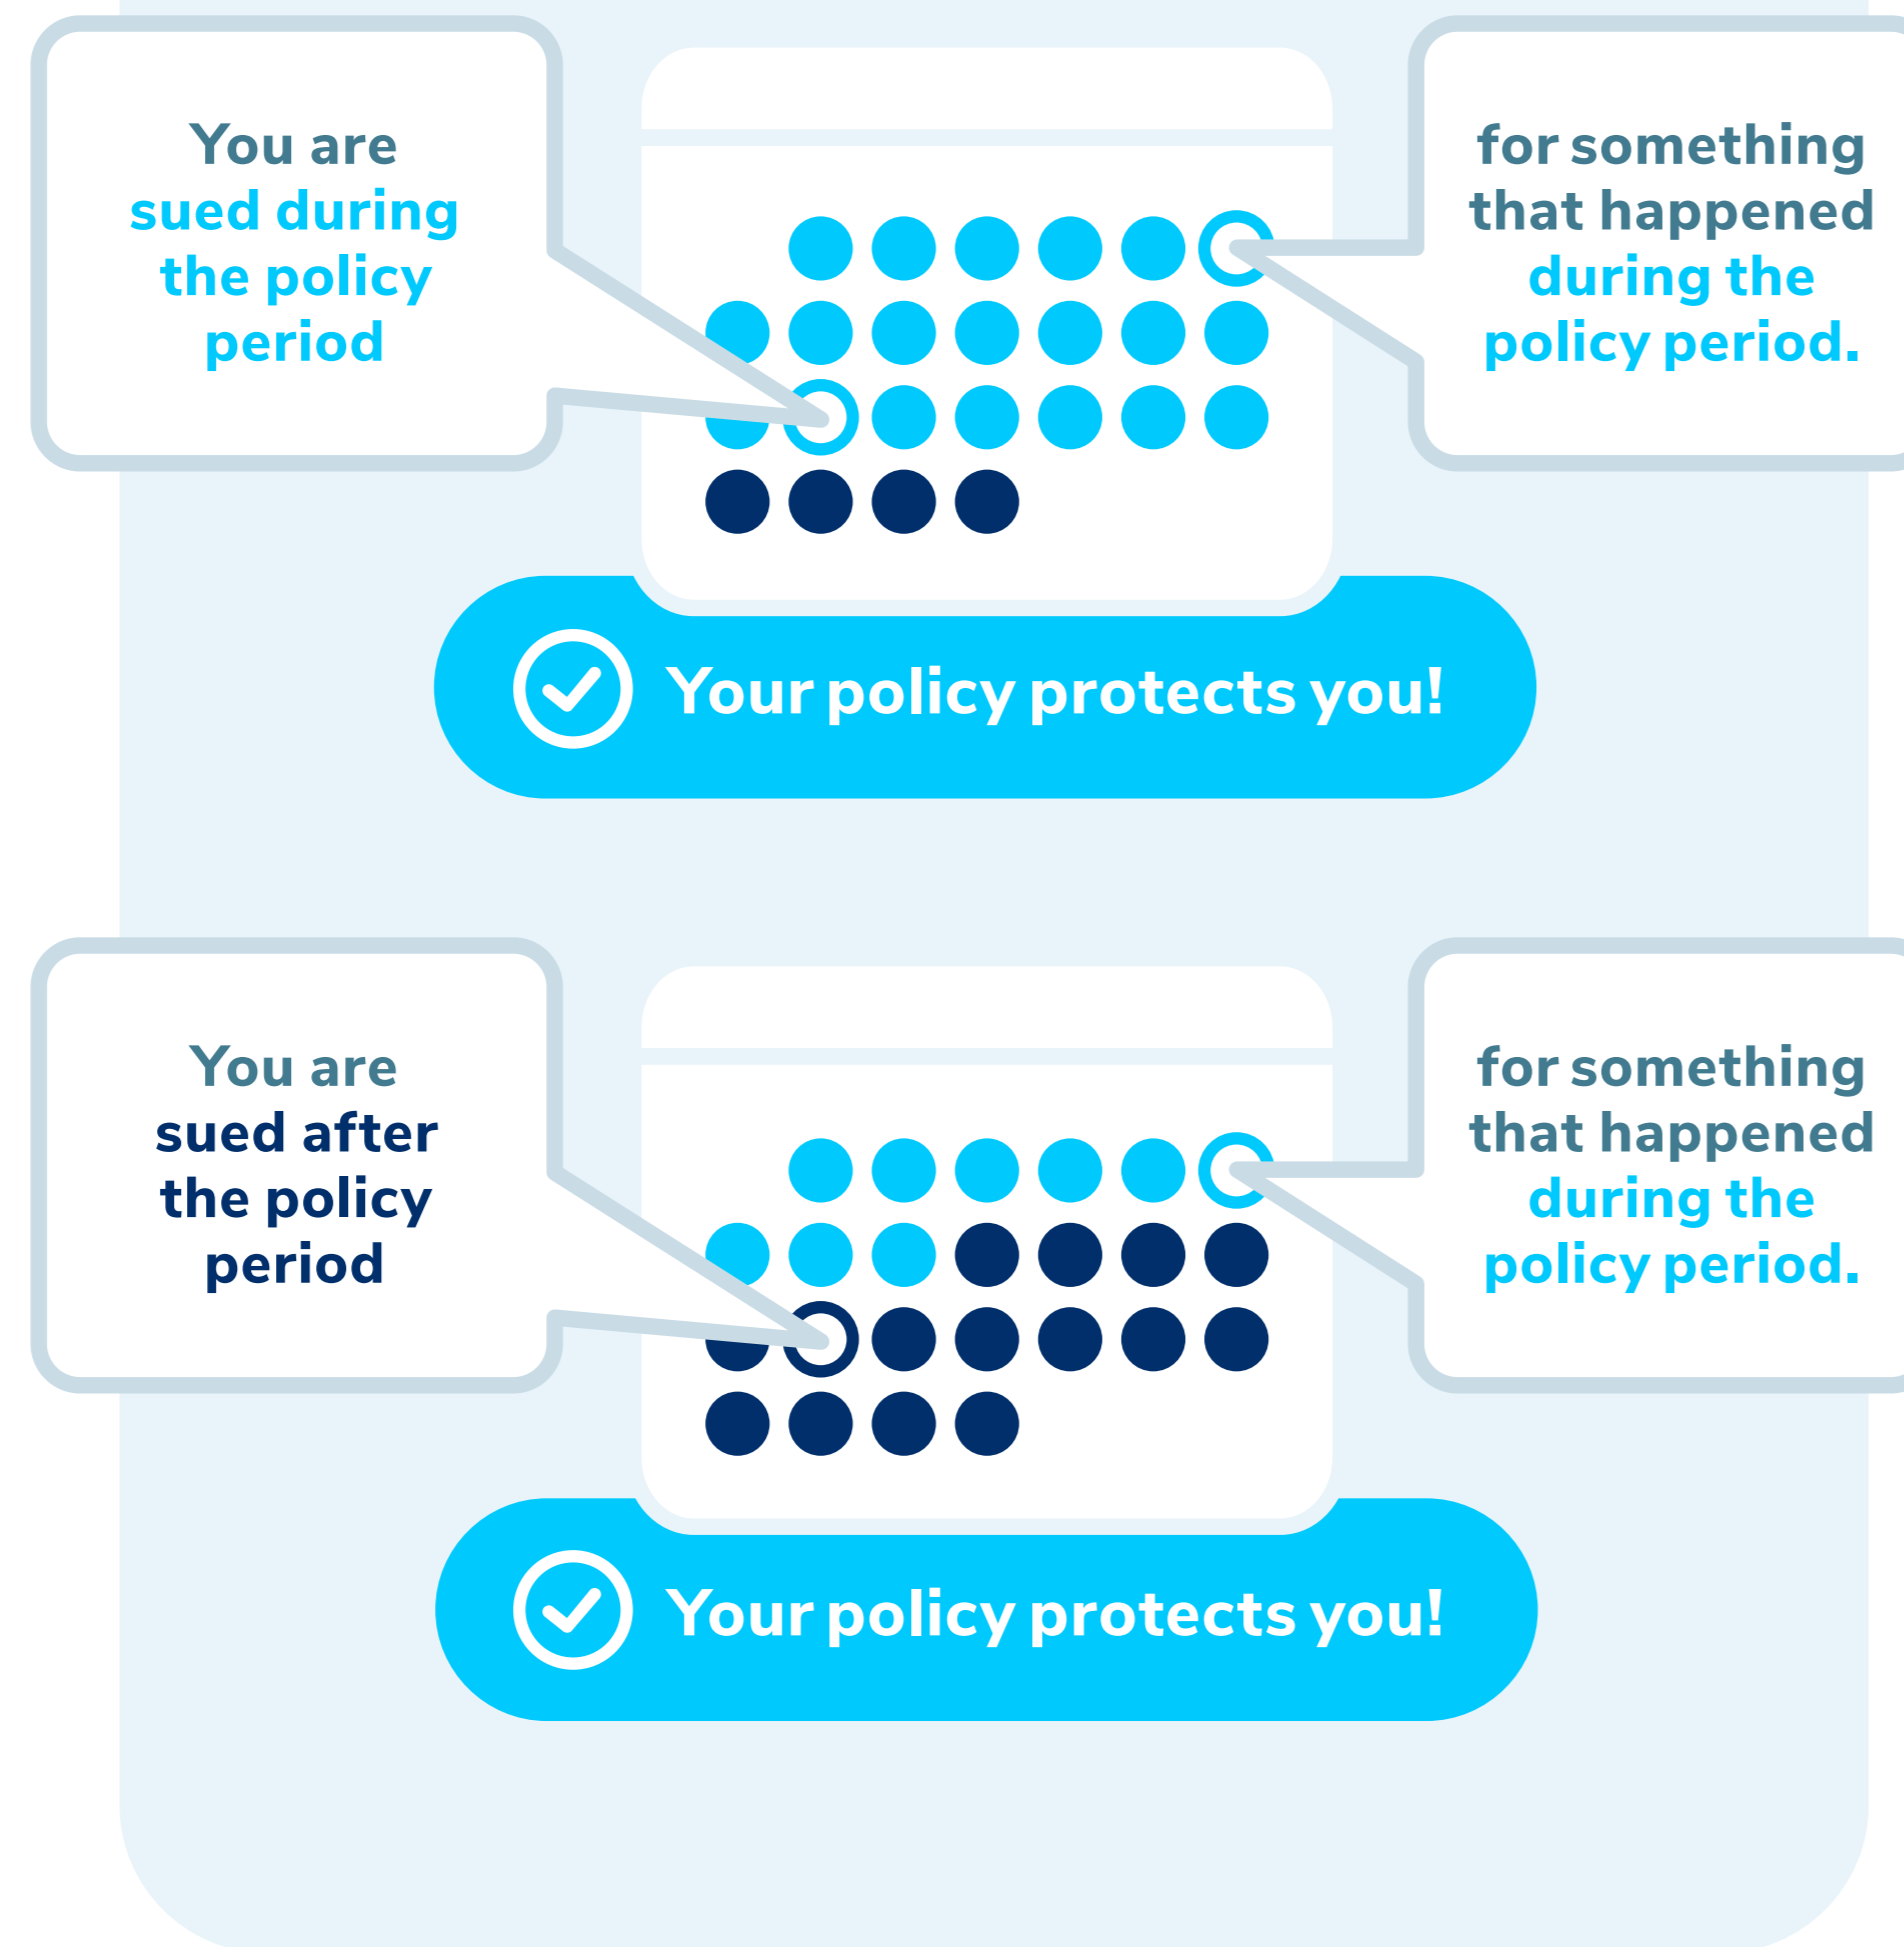 You are
sued during
the policy
period
for something
that happened
during the
policy period.
Your policy protects you!
You are
sued after
the policy
period
for something
that happened
during the
policy period.
Your policy protects you!